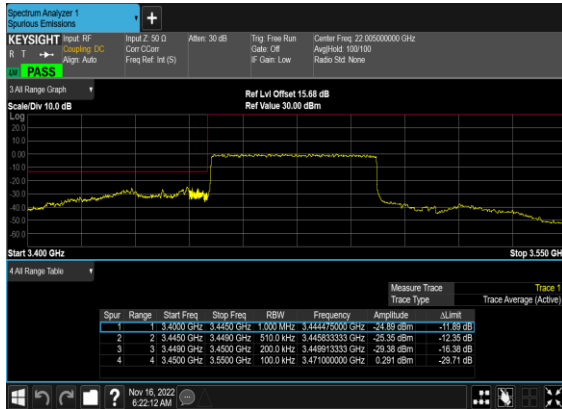 Spectrum Analyzer 1
Spurious Emissions
+
KEYSIGHT Input: RF Input Z: 50 Ω Atten: 30 dB Trig: Free Run Center Freq: 22.005000000 GHz
R T Coupling: DC Corr CCorr Gate: Off Avg|Hold: 100/100
Align: Auto Freq Ref: Int (S) IF Gain: Low Radio Std: None
PASS
3 All Range Graph
Ref Lvl Offset 15.68 dB
Scale/Div 10.0 dB Ref Value 30.00 dBm
Log
20.0
10.0
0.00
-10.0
-20.0
-30.0
-40.0
-50.0
-60.0
Start 3.400 GHz Stop 3.550 GH
4 All Range Table
Measure Trace Trace 1
Trace Type Trace Average (Active)
Spur Range Start Freq Stop Freq RBW Frequency Amplitude ΔLimit
1 1 3.4000 GHz 3.4450 GHz 1.000 MHz 3.444475000 GHz -24.89 dBm -11.89 dB
2 2 3.4450 GHz 3.4490 GHz 510.0 kHz 3.445833333 GHz -25.35 dBm -12.35 dB
3 3 3.4490 GHz 3.4500 GHz 200.0 kHz 3.449913333 GHz -29.38 dBm -16.38 dB
4 4 3.4500 GHz 3.5500 GHz 100.0 kHz 3.471000000 GHz 0.291 dBm -29.71 dB
?
Nov 16, 2022
6:22:12 AM